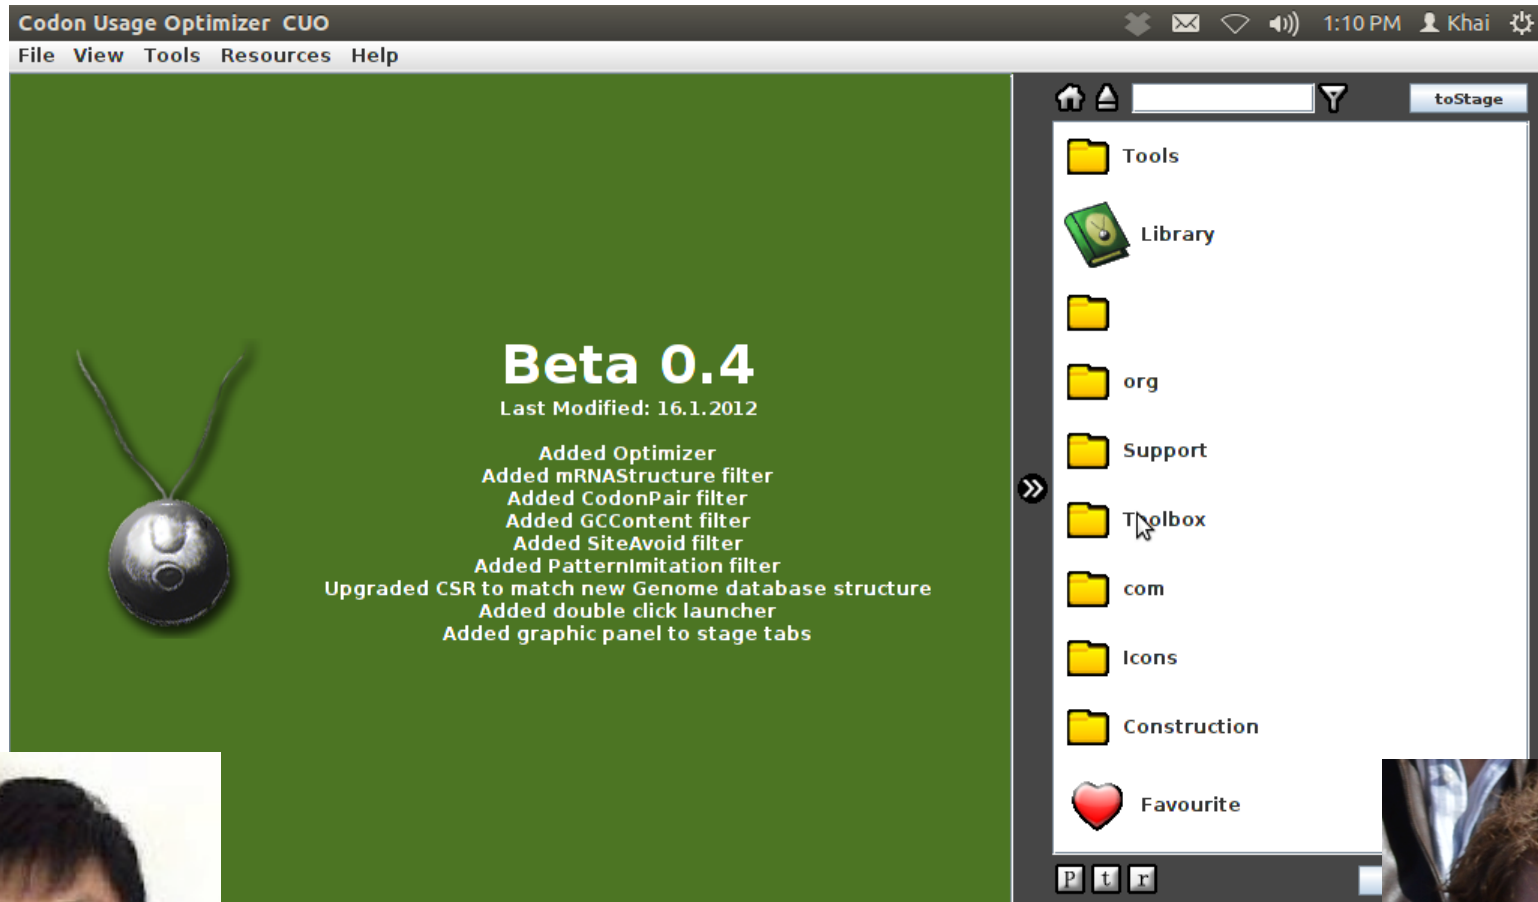 Codon Usage Optimizer CUO
1:10 PM Khai
File View Tools Resources Help
toStage
Tools
Library
org
Support
Toolbox
com
Icons
Construction
Favourite
P t r
Beta 0.4
Last Modified: 16.1.2012
Added Optimizer
Added mRNAStructure filter
Added CodonPair filter
Added GCContent filter
Added SiteAvoid filter
Added PatternImitation filter
Upgraded CSR to match new Genome database structure
Added double click launcher
Added graphic panel to stage tabs